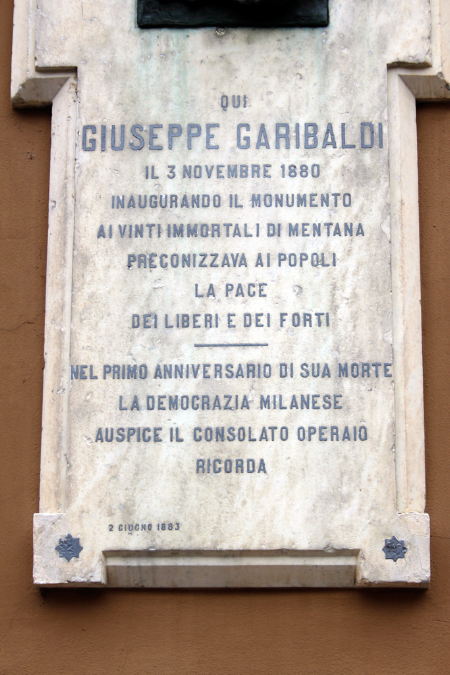 QUI
GIUSEPPE GARIBALDI
IL 3 NOVEMBRE 1880
INAUGURANDO IL MONUMENTO
AI VINTI IMMORTALI DI MENTANA
PRECONIZZAVA AI POPOLI
LA PACE
DEI LIBERI E DEI FORTI
NEL PRIMO ANNIVERSARIO DI SUA MORTE
LA DEMOCRAZIA MILANESE
AUSPICE IL CONSOLATO OPERAIO
RICORDA
2 GIUGNO 1883